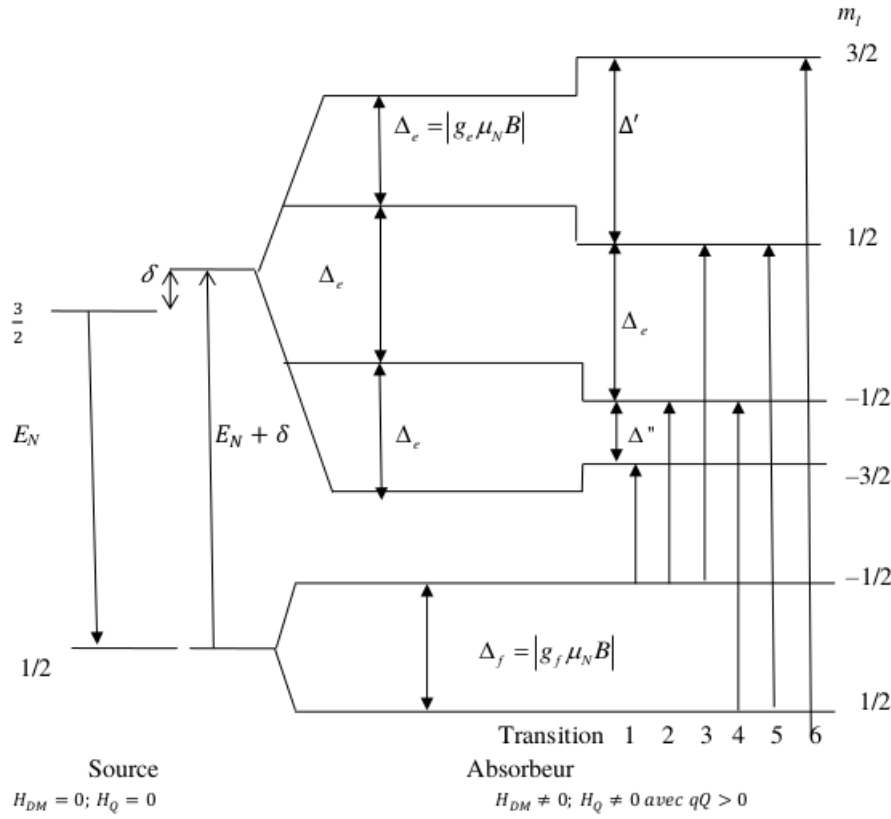 m_I
3/2
Δ_e = |g_e μ_N B|
Δ′
1/2
δ
3/2
Δ_e
Δ_e
−1/2
E_N
E_N + δ
Δ_e
Δ"
−3/2
−1/2
1/2
Δ_f = |g_f μ_N B|
1/2
Transition 1 2 3 4 5 6
Source
Absorbeur
H_DM = 0; H_Q = 0
H_DM ≠ 0; H_Q ≠ 0 avec qQ > 0